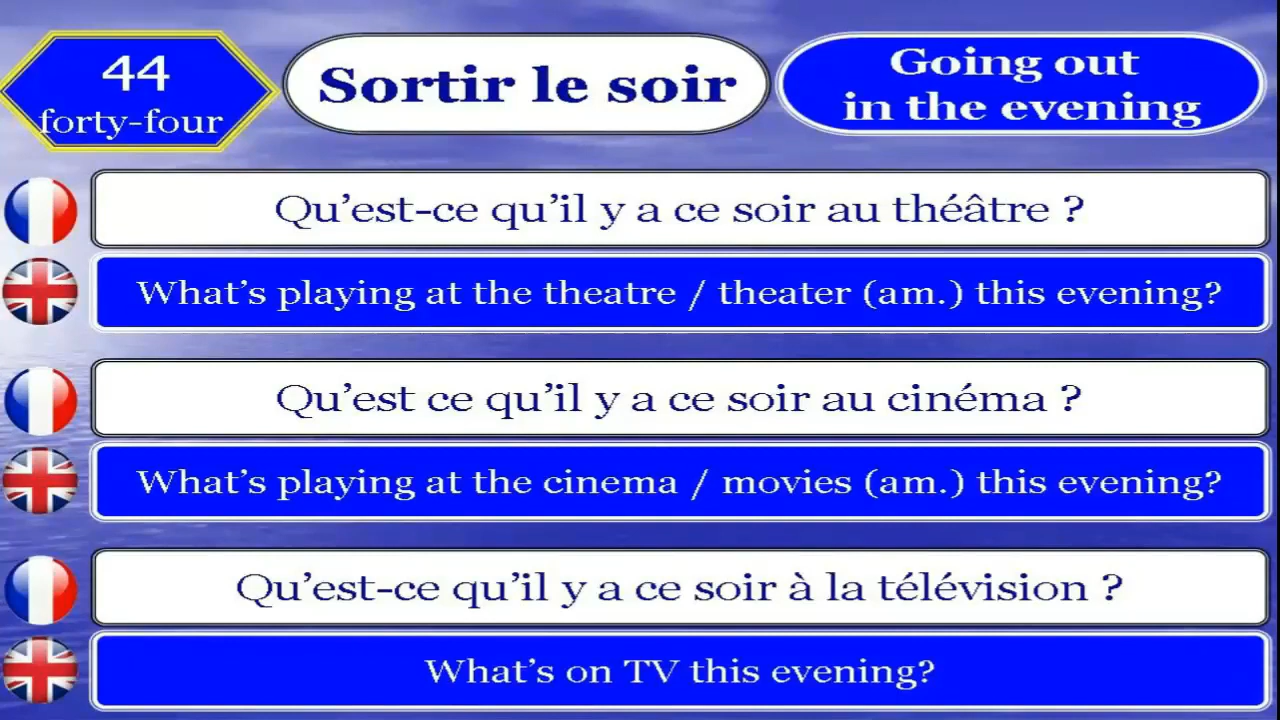 44
forty-four
Sortir le soir
Going out
in the evening
Qu’est-ce qu’il y a ce soir au théâtre ?
What’s playing at the theatre / theater (am.) this evening?
Qu’est ce qu’il y a ce soir au cinéma ?
What’s playing at the cinema / movies (am.) this evening?
Qu’est-ce qu’il y a ce soir à la télévision ?
What’s on TV this evening?